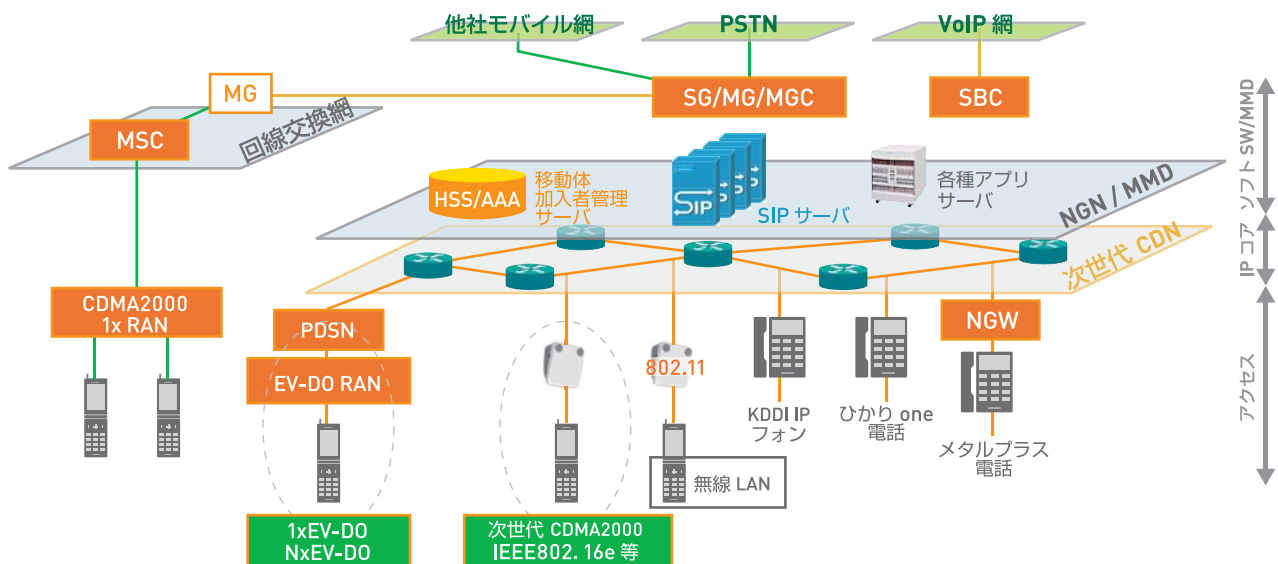 他社モバイル網
PSTN
VoIP 網
MG
SG/MG/MGC
SBC
MSC
回線交換網
HSS/AAA
移動体
加入者管理
サーバ
SIP
SIP サーバ
各種アプリ
サーバ
NGN / MMD
次世代 CDN
ソフト SW/MMD
IP コア
アクセス
CDMA2000
1x RAN
PDSN
EV-DO RAN
802.11
NGW
KDDI IP
フォン
ひかり one
電話
メタルプラス
電話
無線 LAN
1xEV-DO
NxEV-DO
次世代 CDMA2000
IEEE802. 16e 等